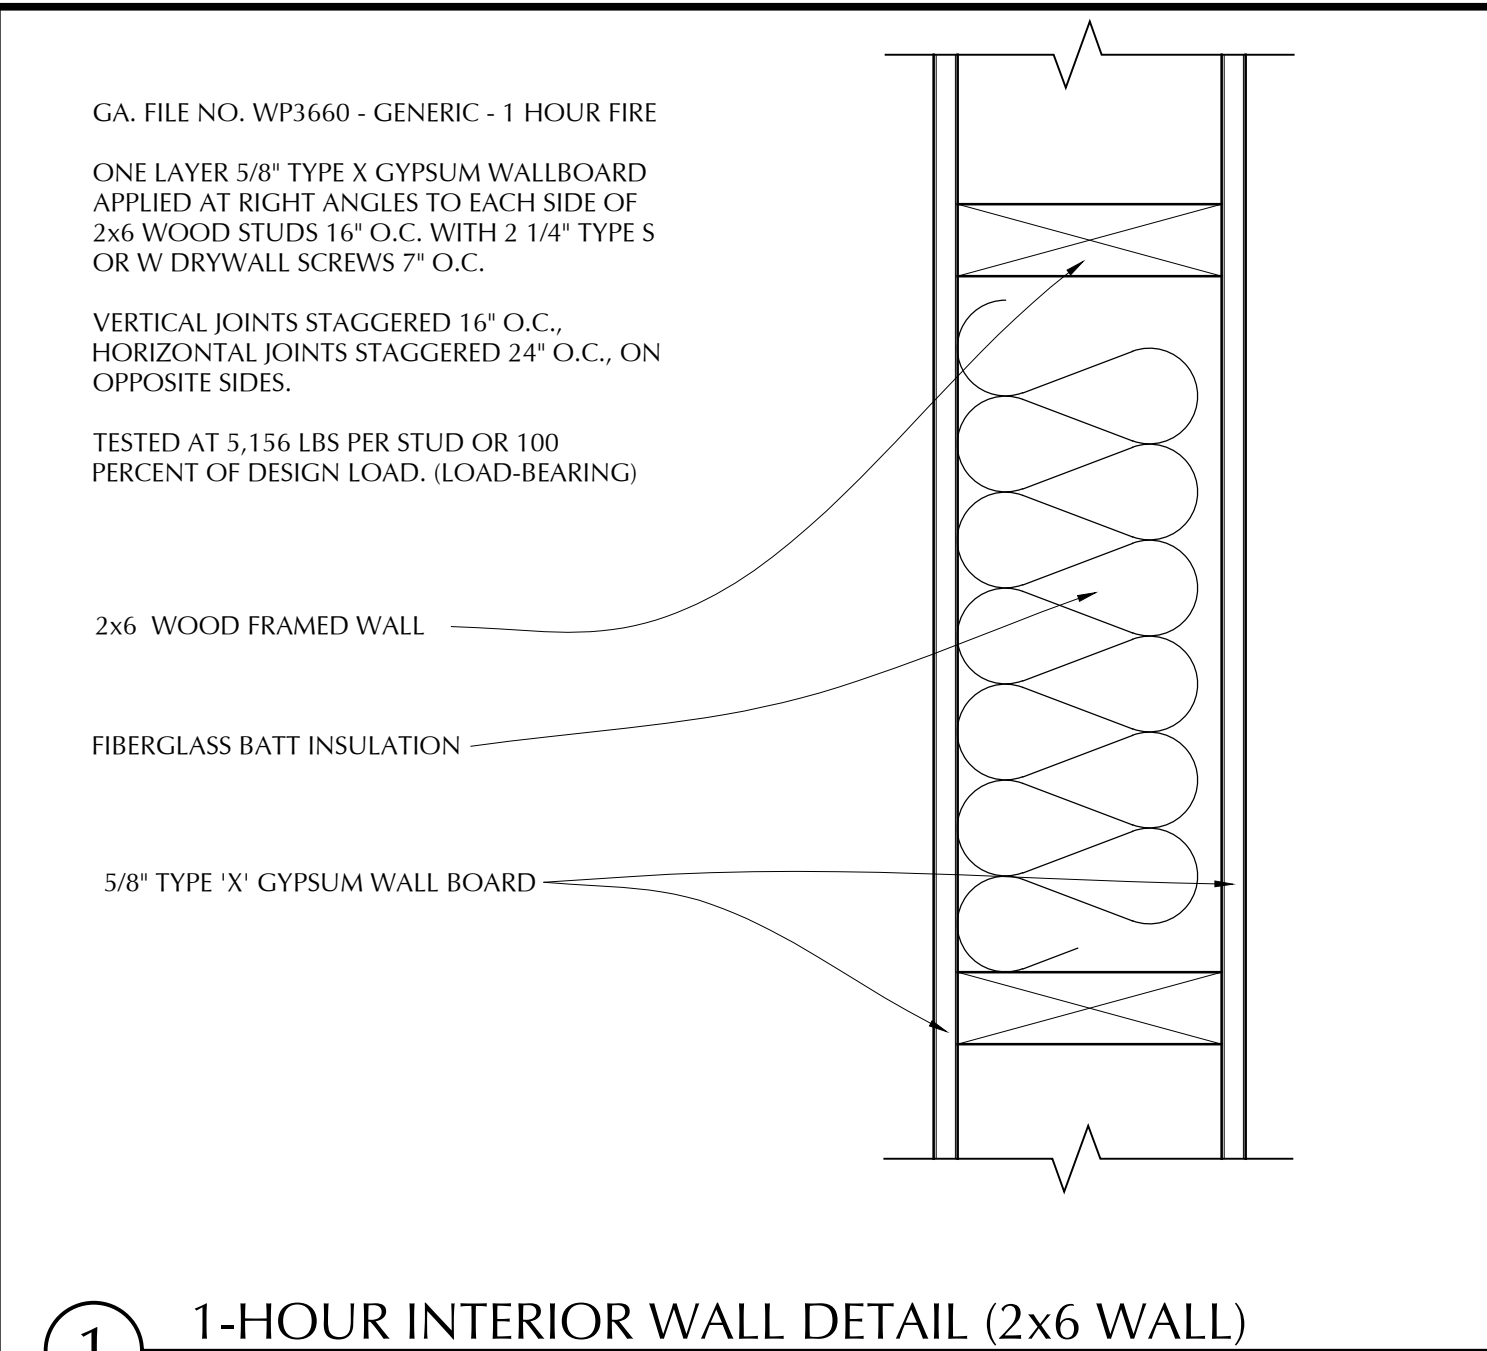 GA. FILE NO. WP3660 - GENERIC - 1 HOUR FIRE
ONE LAYER 5/8" TYPE X GYPSUM WALLBOARD
APPLIED AT RIGHT ANGLES TO EACH SIDE OF
2x6 WOOD STUDS 16" O.C. WITH 2 1/4" TYPE S
OR W DRYWALL SCREWS 7" O.C.
VERTICAL JOINTS STAGGERED 16" O.C.,
HORIZONTAL JOINTS STAGGERED 24" O.C., ON
OPPOSITE SIDES.
TESTED AT 5,156 LBS PER STUD OR 100
PERCENT OF DESIGN LOAD. (LOAD-BEARING)
2x6 WOOD FRAMED WALL
FIBERGLASS BATT INSULATION
5/8" TYPE 'X' GYPSUM WALL BOARD
1
1-HOUR INTERIOR WALL DETAIL (2x6 WALL)